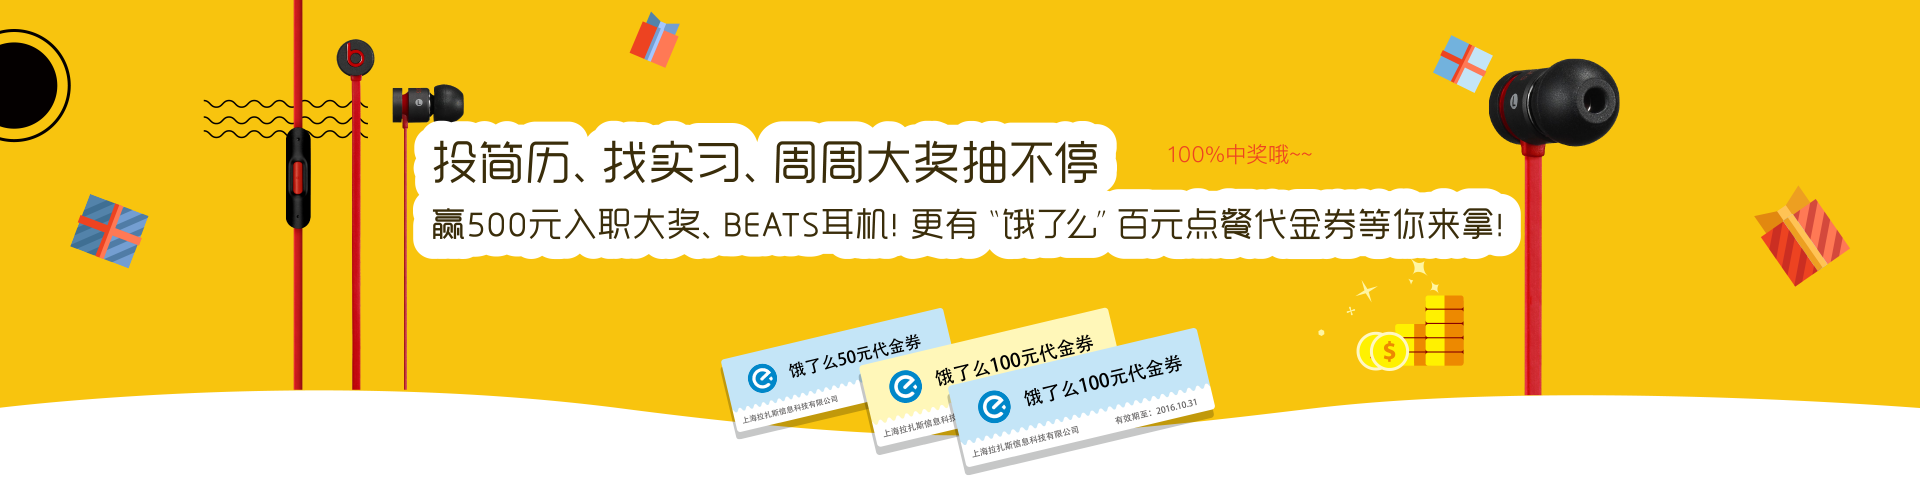 投简历、找实习、周周大奖抽不停
100%中奖哦~~
赢500元入职大奖、BEATS耳机! 更有 “饿了么” 百元点餐代金券等你来拿!
饿了么50元代金券
上海拉扎斯信息科技有限公司
饿了么100元代金券
上海拉扎斯信息科技
饿了么100元代金券
有效期至: 2016.10.31
上海拉扎斯信息科技有限公司